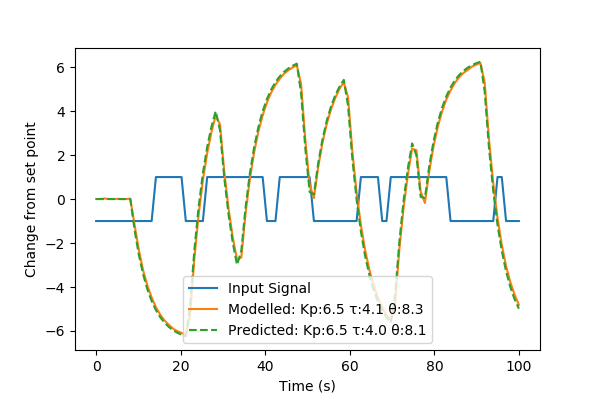 6
4
2
0
−2
−4
−6
Change from set point
Input Signal
Modelled: Kp:6.5 τ:4.1 θ:8.3
Predicted: Kp:6.5 τ:4.0 θ:8.1
0 20 40 60 80 100
Time (s)